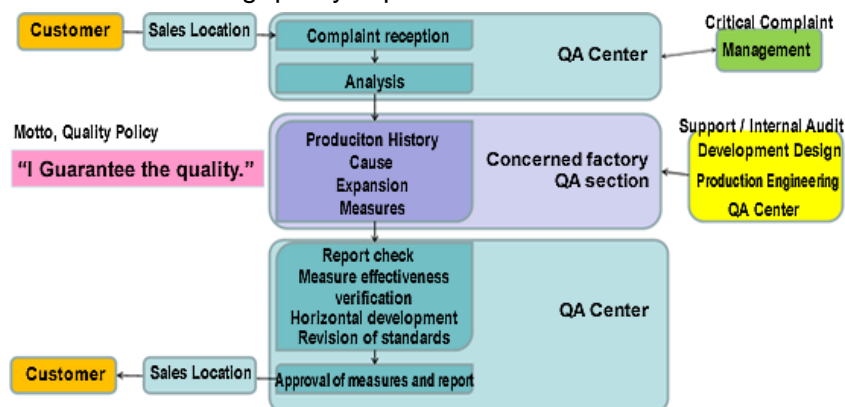 Customer
Sales Location
Complaint reception
Analysis
QA Center
Critical Complaint
Management
Motto, Quality Policy
“I Guarantee the quality.”
Produciton History
Cause
Expansion
Measures
Concerned factory
QA section
Support / Internal Audit
Development Design
Production Engineering
QA Center
Report check
Measure effectiveness
verification
Horizontal development
Revision of standards
QA Center
Customer
Sales Location
Approval of measures and report